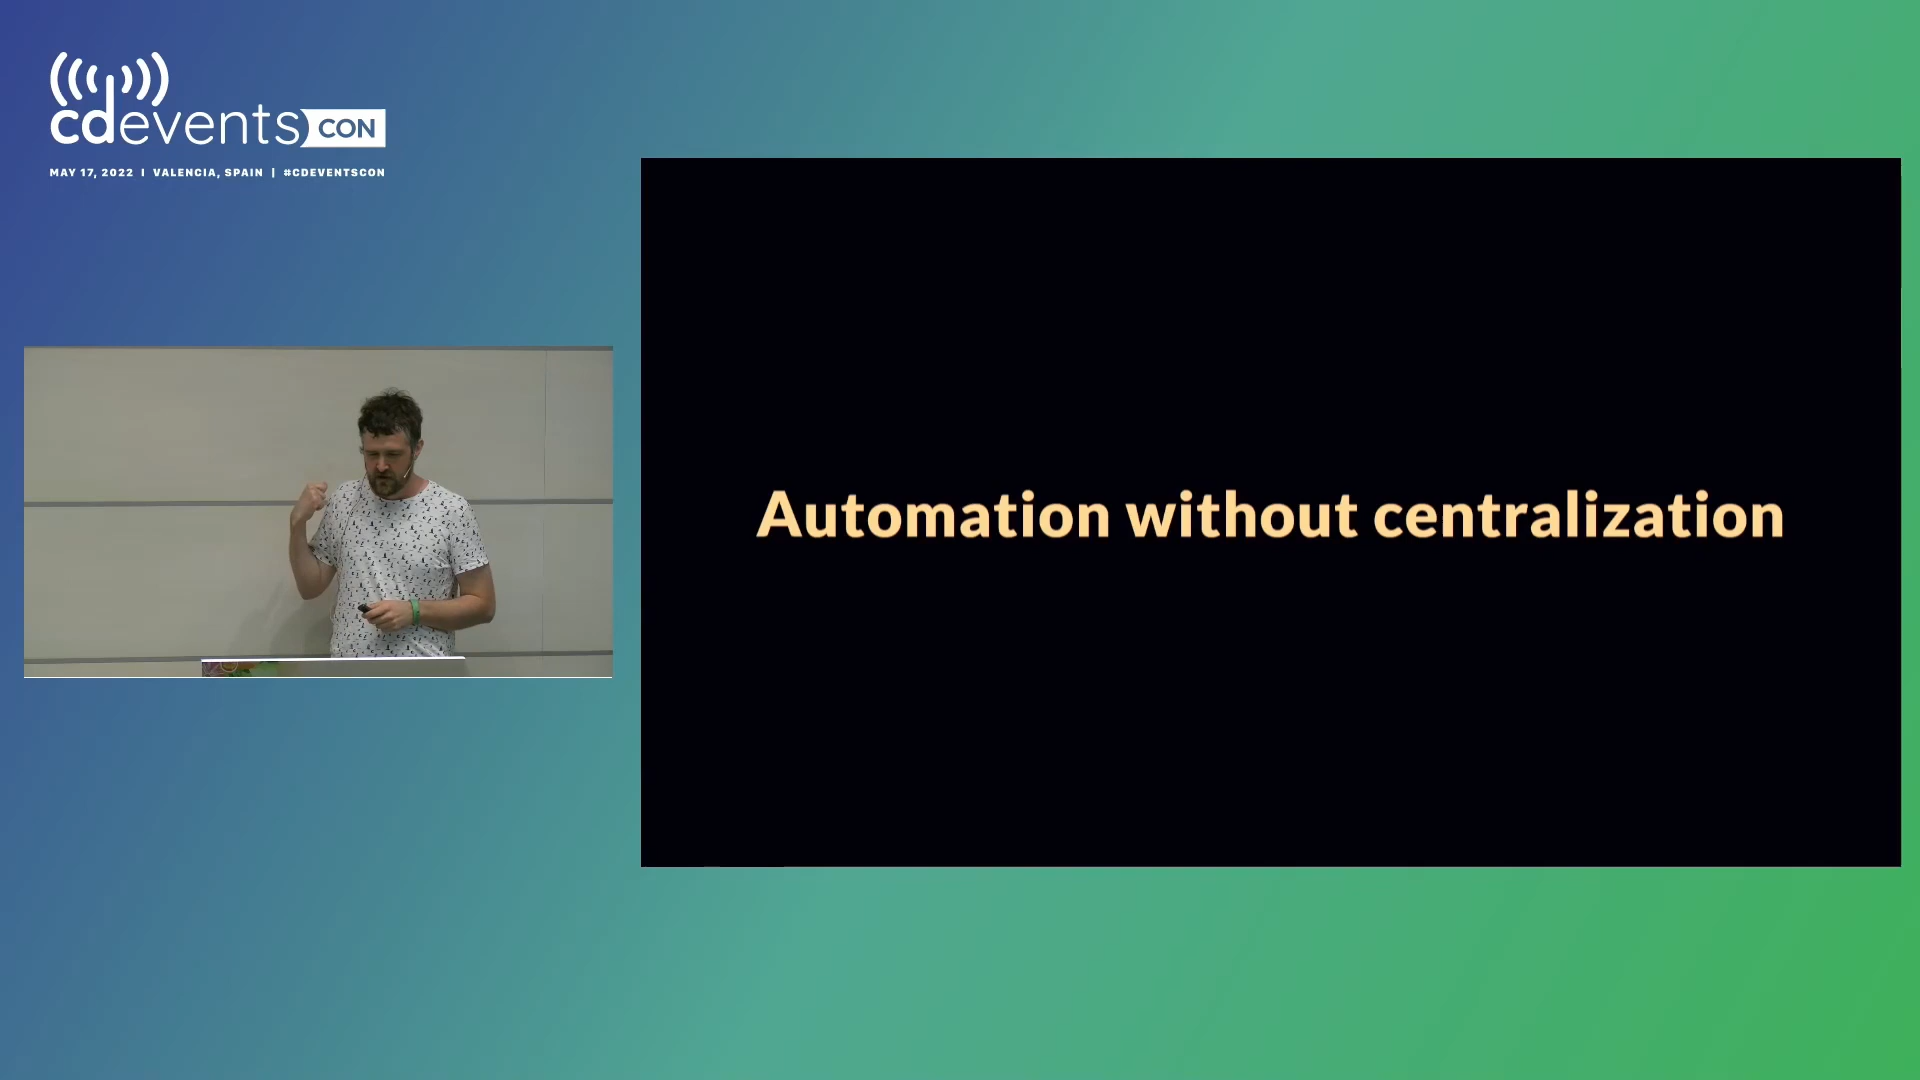 cdevents CON
MAY 17, 2022 | VALENCIA, SPAIN | #CDEVENTSCON
Automation without centralization